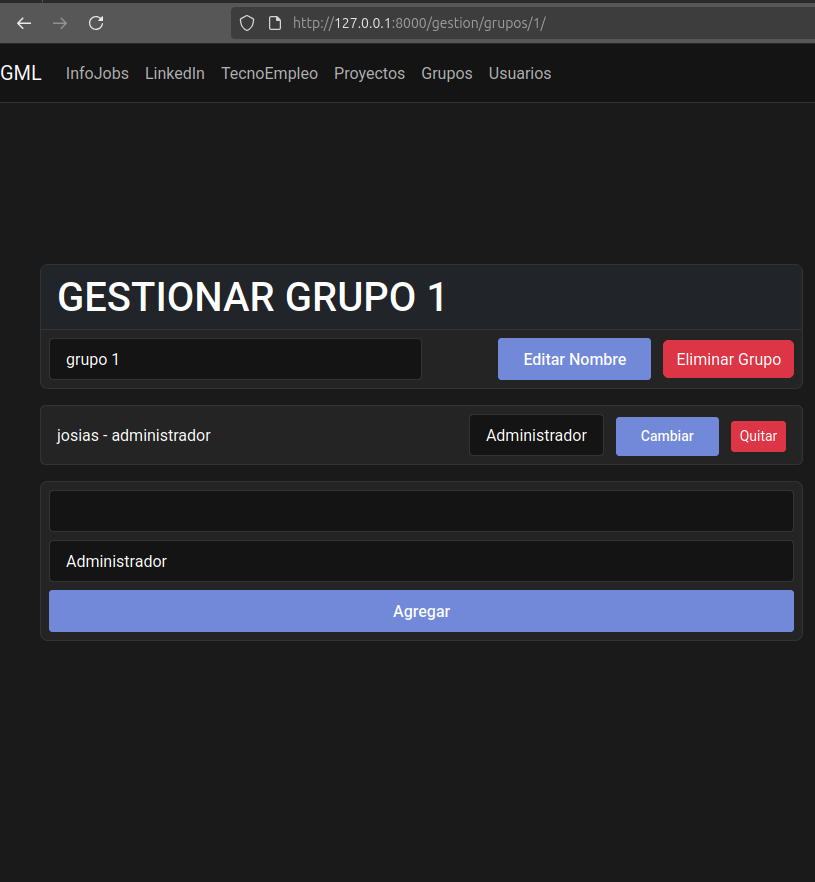 http://127.0.0.1:8000/gestion/grupos/1/
GML InfoJobs LinkedIn TecnoEmpleo Proyectos Grupos Usuarios
GESTIONAR GRUPO 1
grupo 1 Editar Nombre Eliminar Grupo
josias - administrador Administrador Cambiar Quitar
Administrador
Agregar